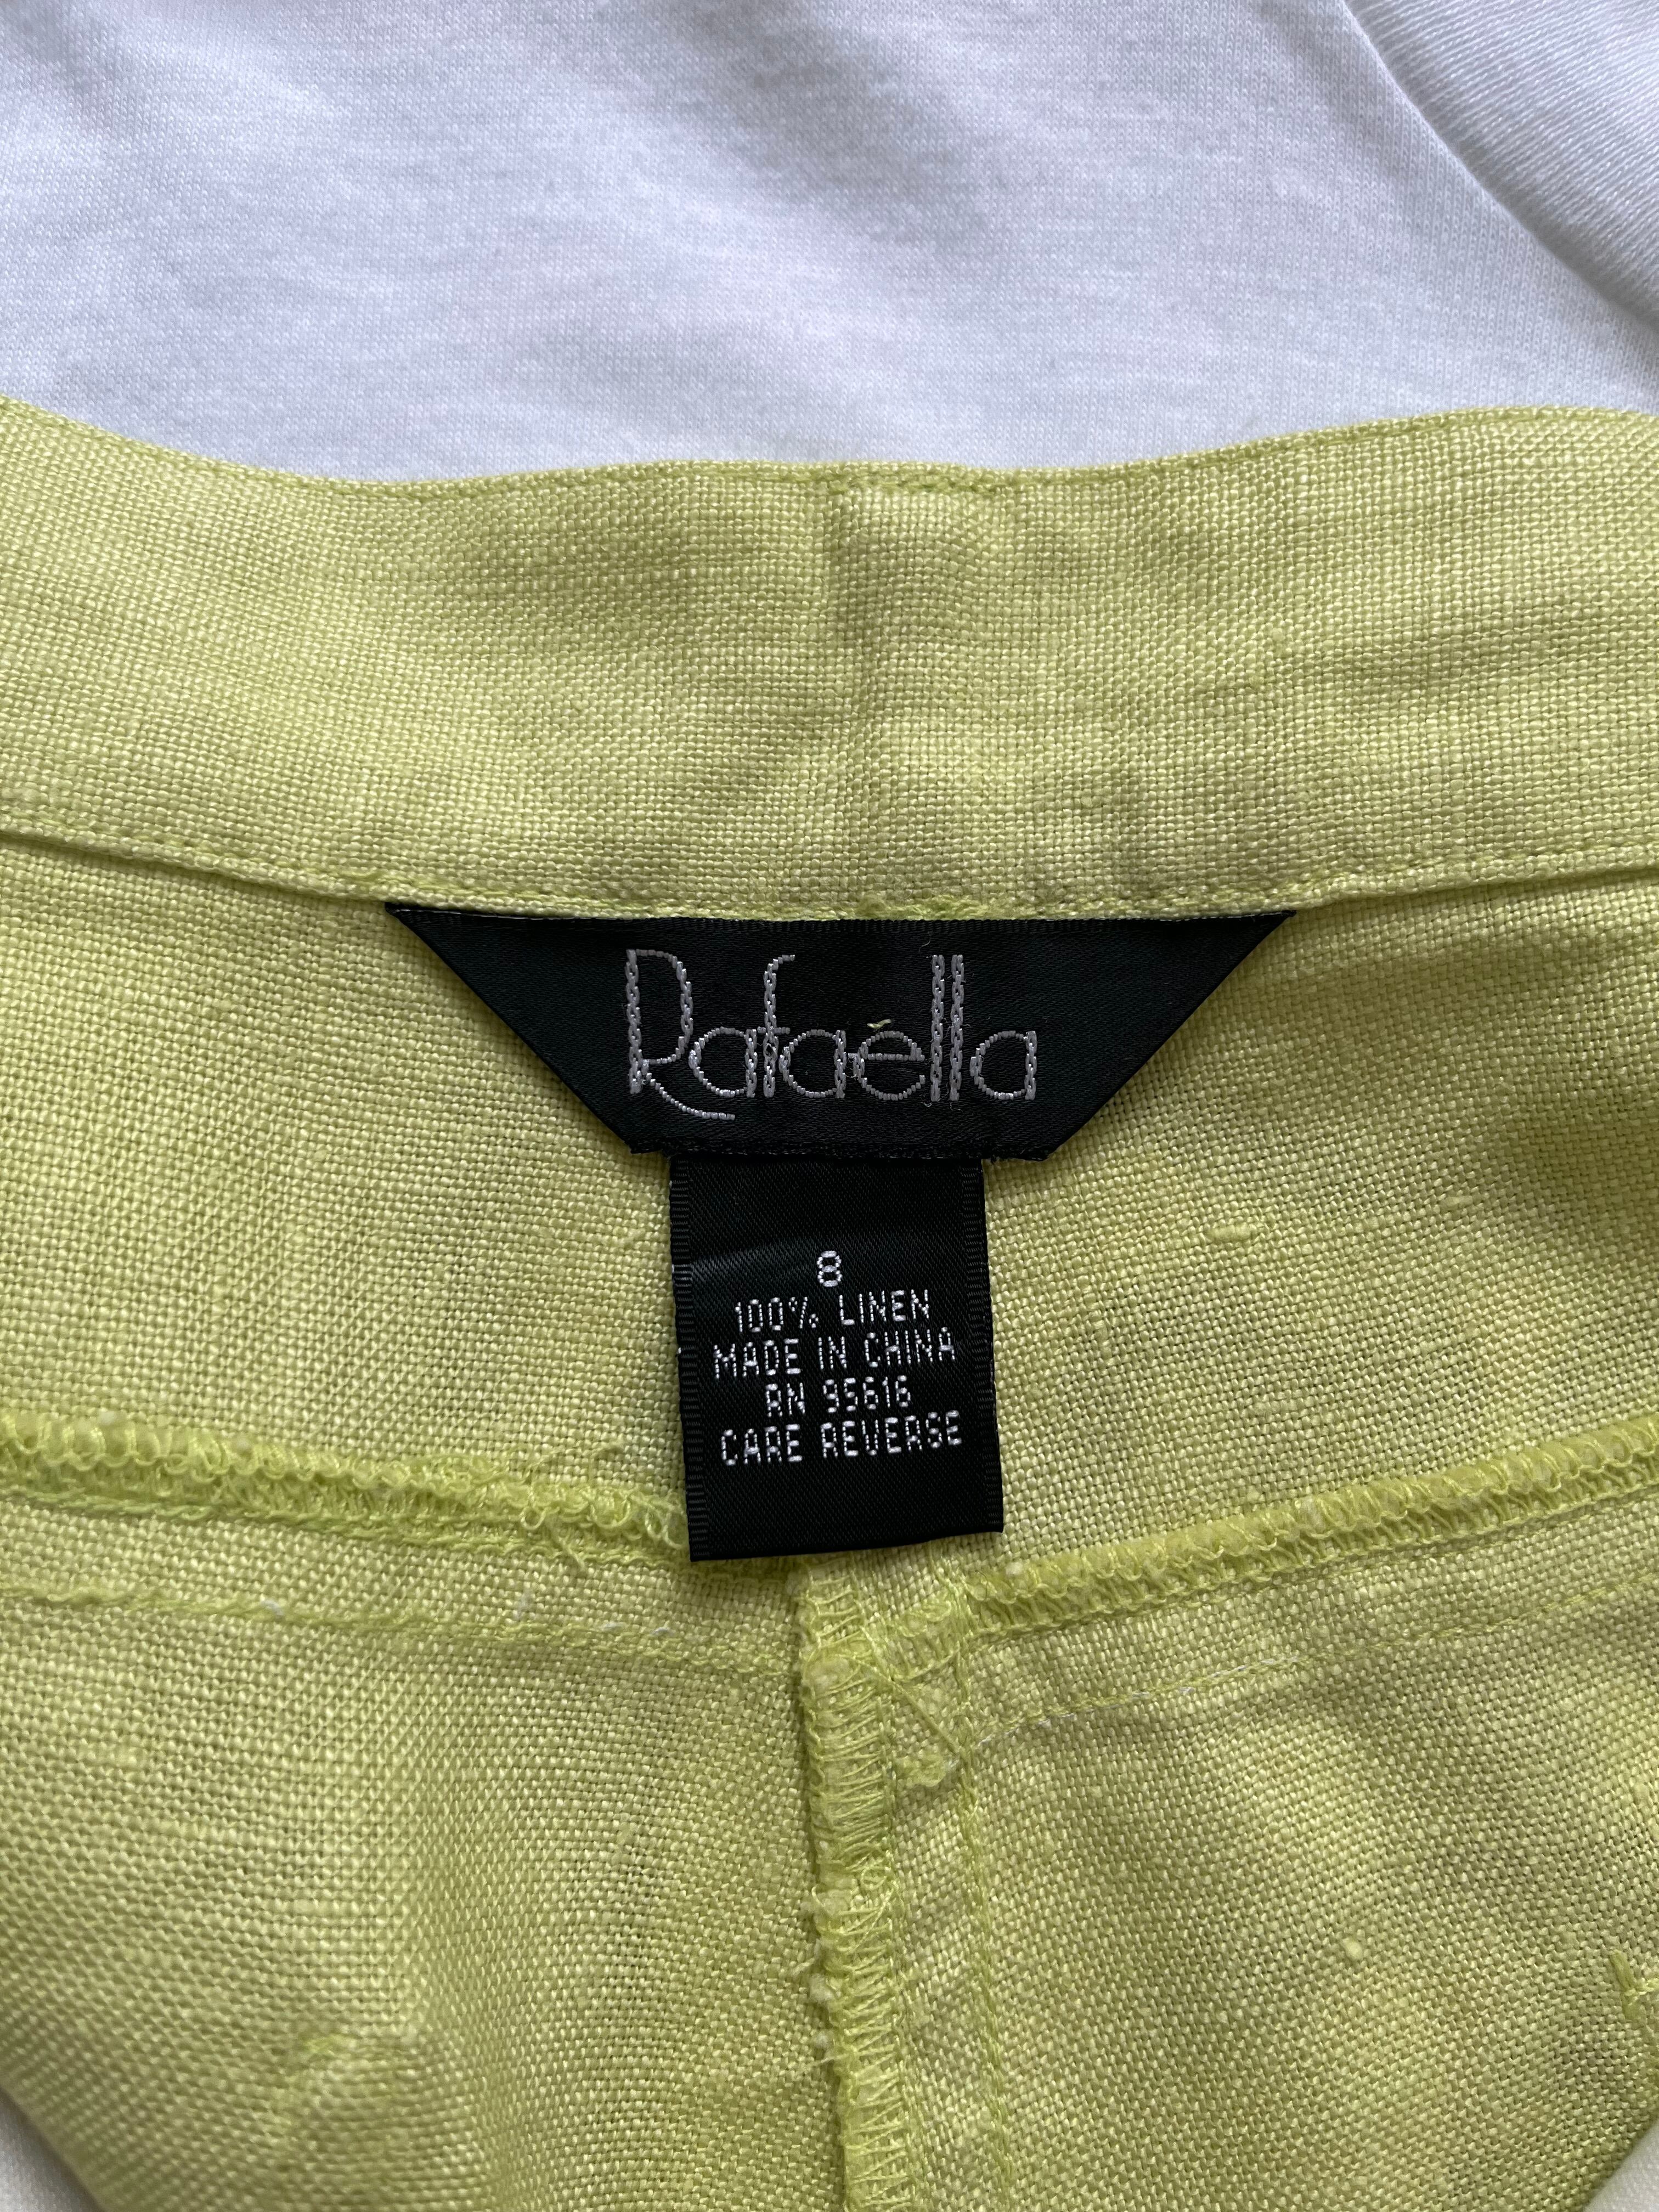 Rafaella
8
100% LINEN
MADE IN CHINA
RN 95616
CARE REVERSE